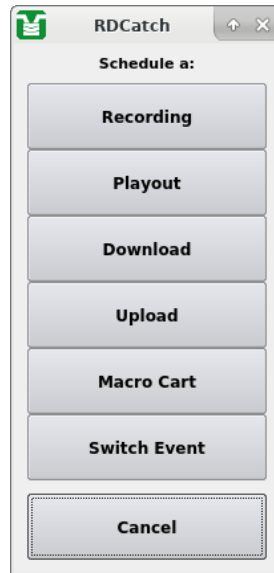 RDCatch
Schedule a:
Recording
Playout
Download
Upload
Macro Cart
Switch Event
Cancel